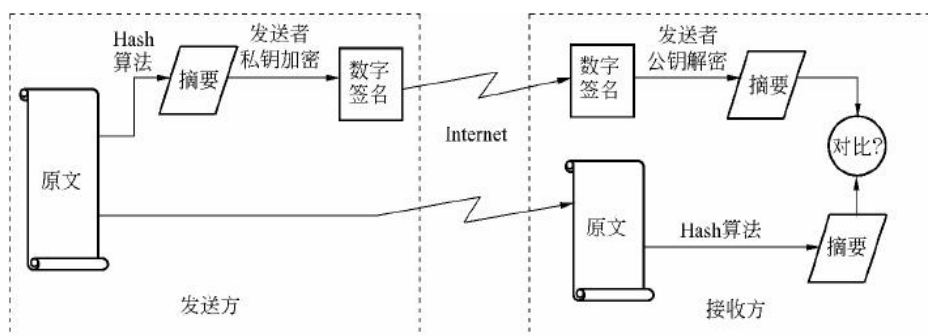 Hash
算法
摘要
发送者
私钥加密
数字
签名
原文
发送方
Internet
数字
签名
发送者
公钥解密
摘要
对比?
原文
Hash算法
摘要
接收方